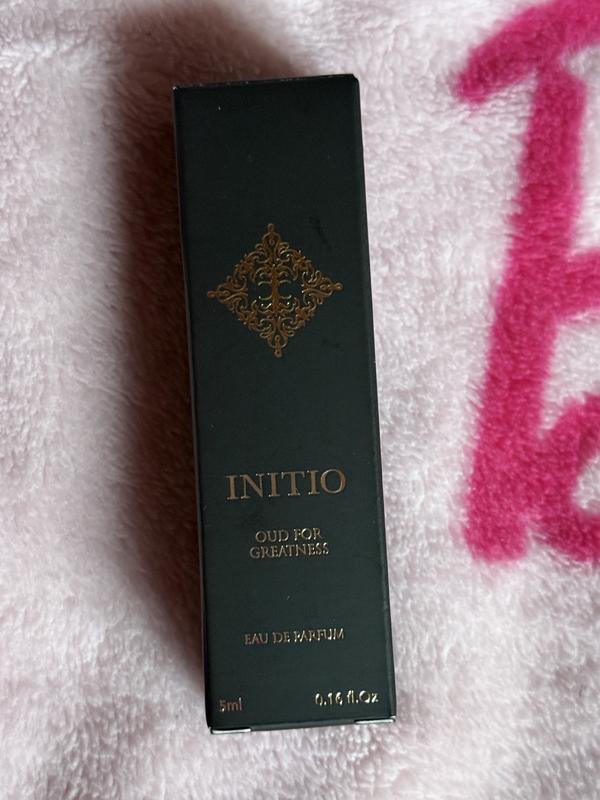 INITIO
OUD FOR
GREATNESS
EAU DE PARFUM
5ml 0.16 fl.Oz